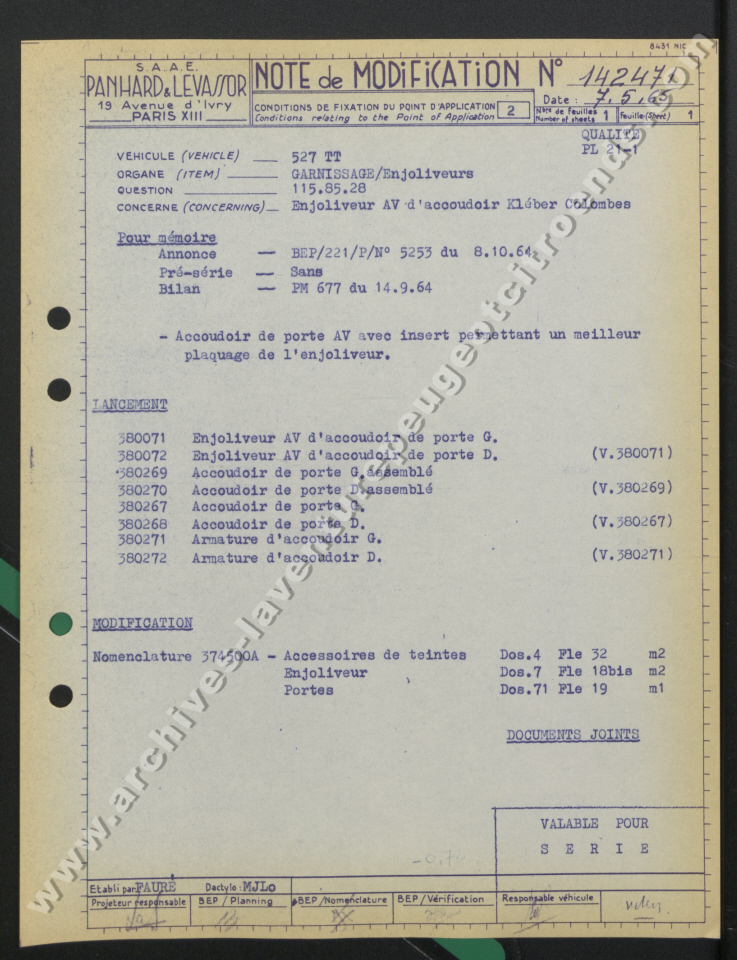 8431 NIC
S.A.A.E.
PANHARD & LEVASSOR
19 Avenue d'Ivry
PARIS XIII
NOTE de MODIFICATION N° 142471
CONDITIONS DE FIXATION DU POINT D'APPLICATION 2
Conditions relating to the Point of Application
Date : 7.5.65
Nbre de feuilles 1 Feuille (Sheet) 1
Number of sheets
QUALITE
PL 21-1
VEHICULE (VEHICLE) 527 TT
ORGANE (ITEM) GARNISSAGE/Enjoliveurs
QUESTION 115.85.28
CONCERNE (CONCERNING) Enjoliveur AV d'accoudoir Kléber Colombes
Pour mémoire
Annonce — BEP/221/P/N° 5253 du 8.10.64
Pré-série — Sans
Bilan — PM 677 du 14.9.64
- Accoudoir de porte AV avec insert permettant un meilleur
plaquage de l'enjoliveur.
LANCEMENT
380071 Enjoliveur AV d'accoudoir de porte G.
380072 Enjoliveur AV d'accoudoir de porte D. (V.380071)
380269 Accoudoir de porte G.assemblé
380270 Accoudoir de porte D.assemblé (V.380269)
380267 Accoudoir de porte G.
380268 Accoudoir de porte D. (V.380267)
380271 Armature d'accoudoir G.
380272 Armature d'accoudoir D. (V.380271)
MODIFICATION
Nomenclature 374500A - Accessoires de teintes Dos.4 Fle 32 m2
Enjoliveur Dos.7 Fle 18bis m2
Portes Dos.71 Fle 19 m1
DOCUMENTS JOINTS
VALABLE POUR
S E R I E
Etabli par FAURE Dactylo : MJLo
Projeteur responsable BEP / Planning BEP / Nomenclature BEP / Vérification Responsable véhicule
www.archives-laventurepeugeotcitroends.com